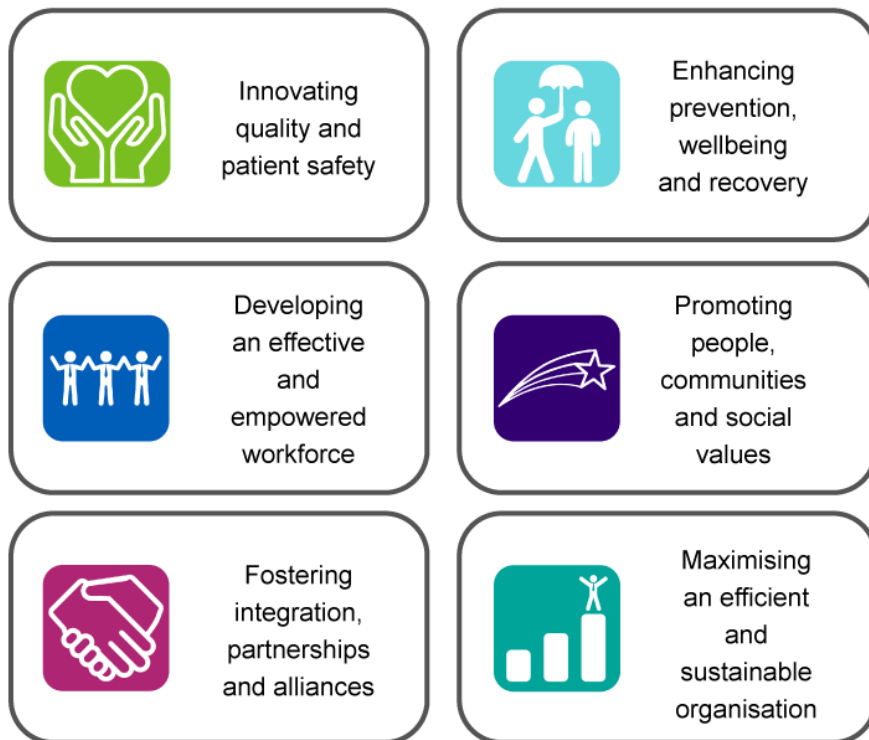 Innovating
quality and
patient safety
Enhancing
prevention,
wellbeing
and recovery
Developing
an effective
and
empowered
workforce
Promoting
people,
communities
and social
values
Fostering
integration,
partnerships
and alliances
Maximising
an efficient
and
sustainable
organisation